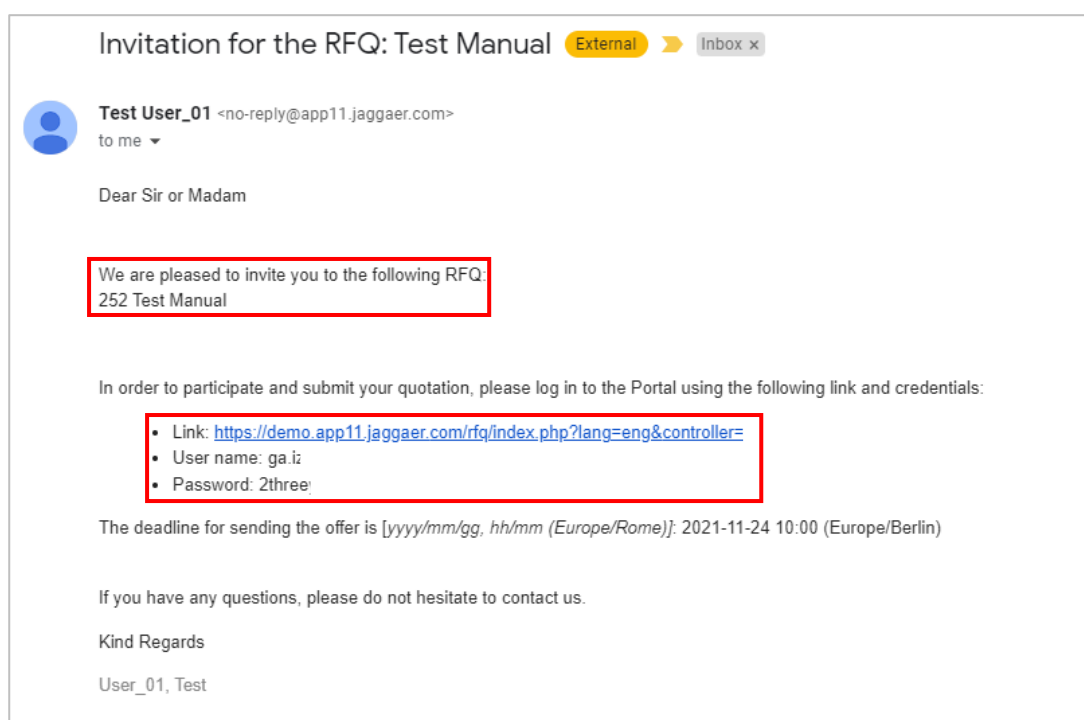 Invitation for the RFQ: Test Manual External Inbox x
Test User_01 <no-reply@app11.jaggaer.com>
to me
Dear Sir or Madam
We are pleased to invite you to the following RFQ:
252 Test Manual
In order to participate and submit your quotation, please log in to the Portal using the following link and credentials:
• Link: https://demo.app11.jaggaer.com/rfq/index.php?lang=eng&controller=
• User name: ga.iz
• Password: 2three
The deadline for sending the offer is [yyyy/mm/gg, hh/mm (Europe/Rome)]: 2021-11-24 10:00 (Europe/Berlin)
If you have any questions, please do not hesitate to contact us.
Kind Regards
User_01, Test